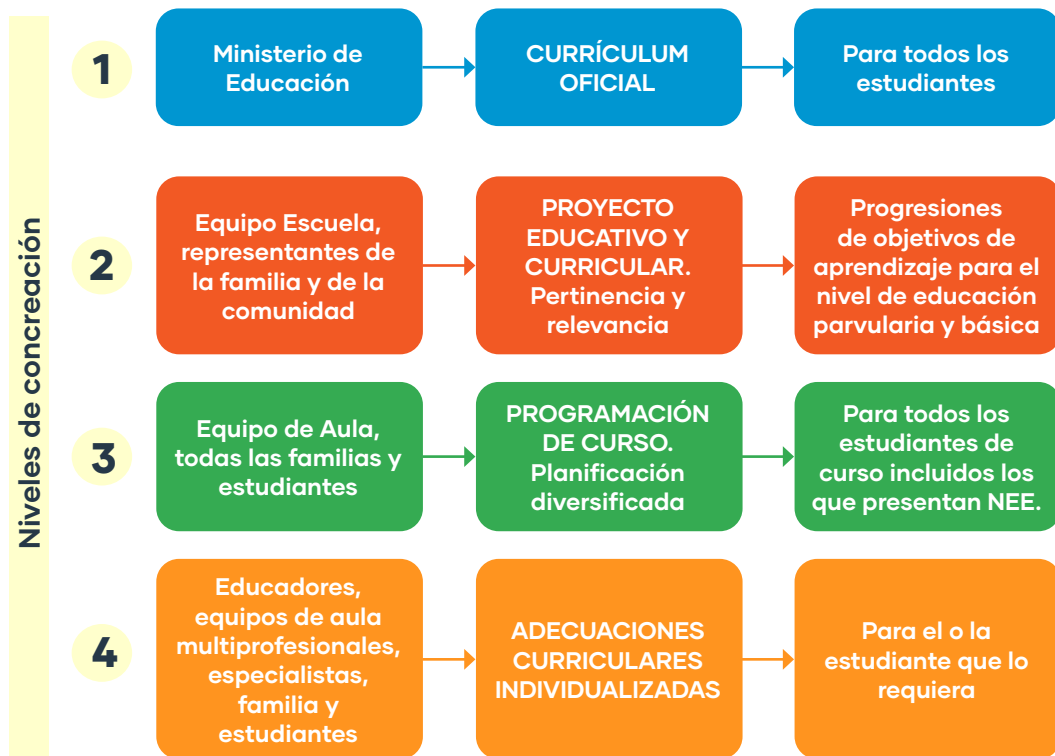 Niveles de concreación
1
Ministerio de
Educación
CURRÍCULUM
OFICIAL
Para todos los
estudiantes
2
Equipo Escuela,
representantes de
la familia y de la
comunidad
PROYECTO
EDUCATIVO Y
CURRICULAR.
Pertinencia y
relevancia
Progresiones
de objetivos de
aprendizaje para el
nivel de educación
parvularia y básica
3
Equipo de Aula,
todas las familias y
estudiantes
PROGRAMACIÓN
DE CURSO.
Planificación
diversificada
Para todos los
estudiantes de
curso incluidos los
que presentan NEE.
4
Educadores,
equipos de aula
multiprofesionales,
especialistas,
familia y
estudiantes
ADECUACIONES
CURRICULARES
INDIVIDUALIZADAS
Para el o la
estudiante que lo
requiera